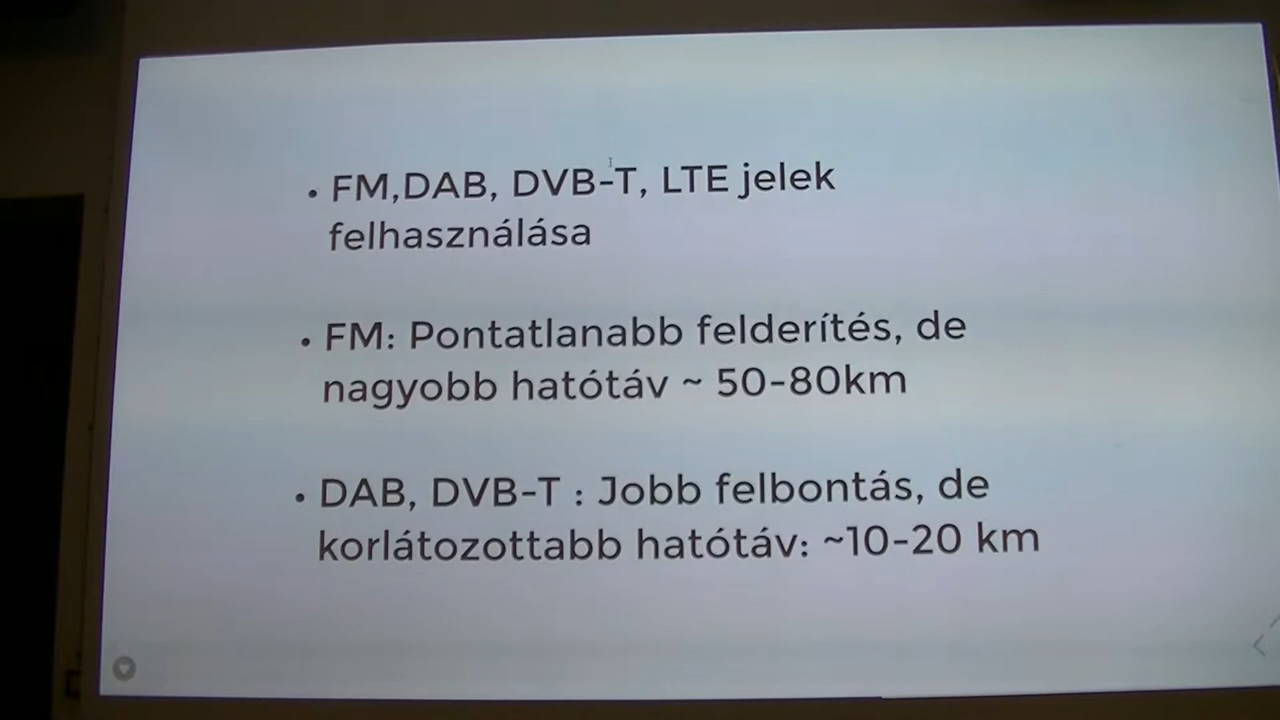 • FM,DAB, DVB-T, LTE jelek
felhasználása
• FM: Pontatlanabb felderítés, de
nagyobb hatótáv ~ 50-80km
• DAB, DVB-T : Jobb felbontás, de
korlátozottabb hatótáv: ~10-20 km